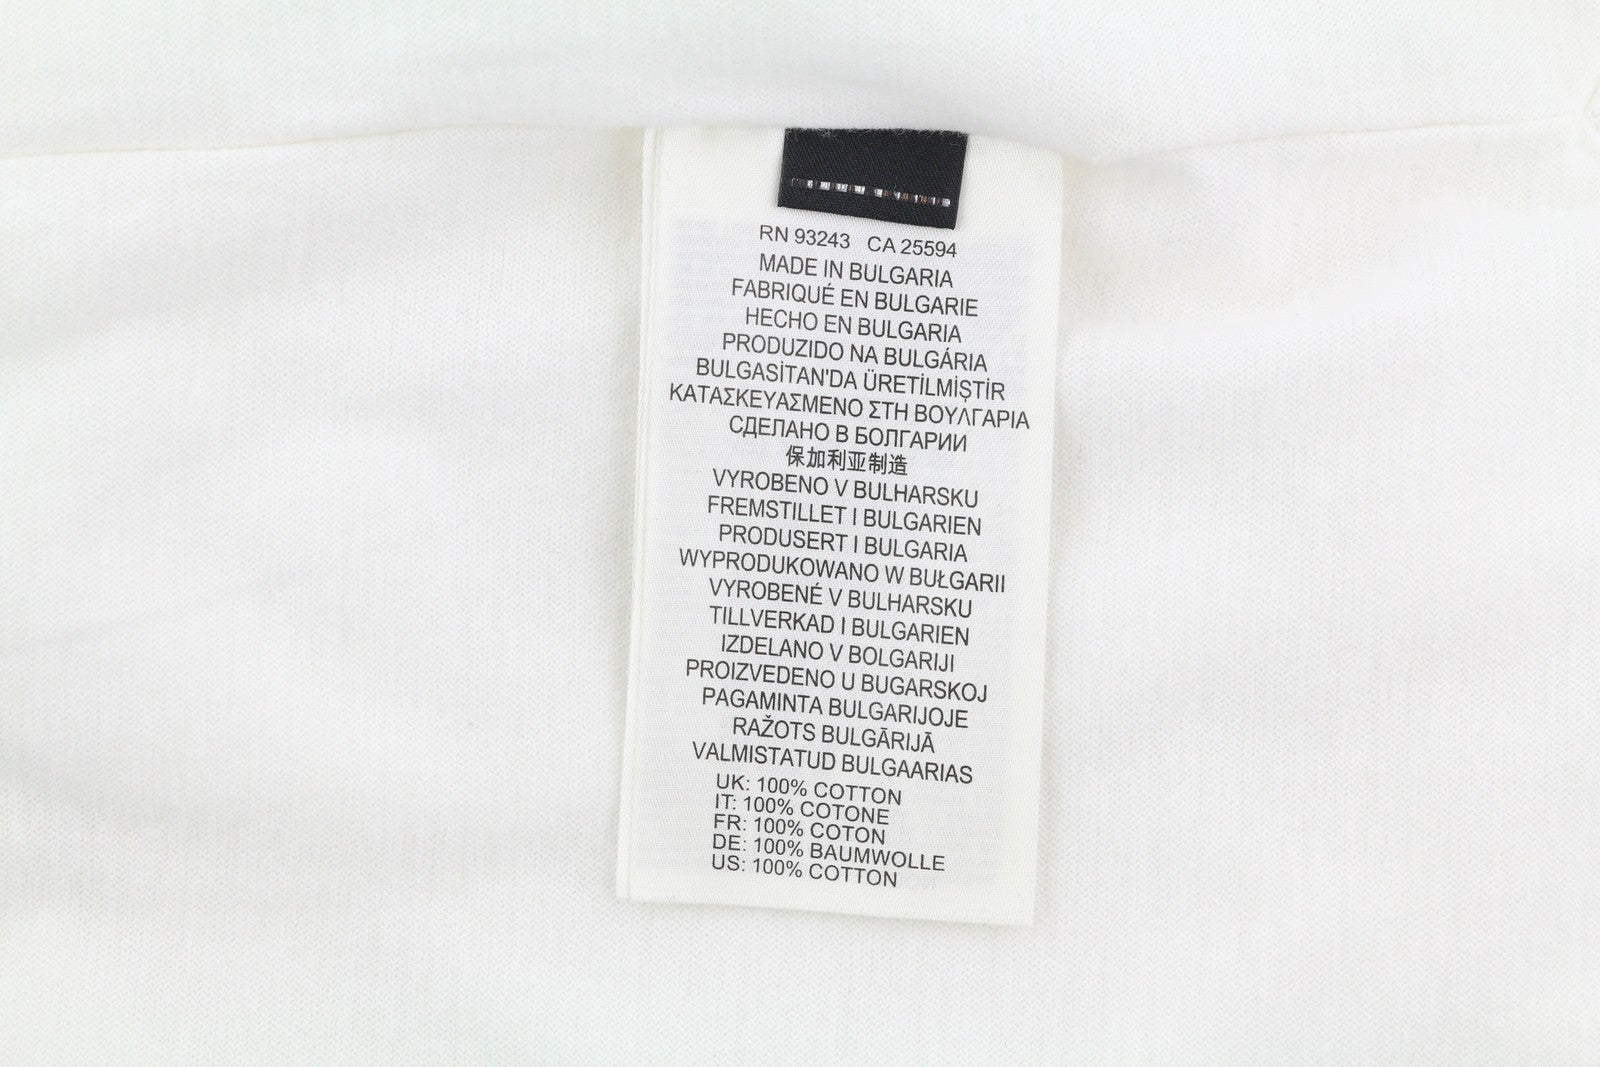 RN 93243 CA 25594
MADE IN BULGARIA
FABRIQUÉ EN BULGARIE
HECHO EN BULGARIA
PRODUZIDO NA BULGÁRIA
BULGASİTAN'DA ÜRETİLMİŞTİR
ΚΑΤΑΣΚΕΥΑΣΜΕΝΟ ΣΤΗ ΒΟΥΛΓΑΡΙΑ
СДЕЛАНО В БОЛГАРИИ
保加利亚制造
VYROBENO V BULHARSKU
FREMSTILLET I BULGARIEN
PRODUSERT I BULGARIA
WYPRODUKOWANO W BUŁGARII
VYROBENÉ V BULHARSKU
TILLVERKAD I BULGARIEN
IZDELANO V BOLGARIJI
PROIZVEDENO U BUGARSKOJ
PAGAMINTA BULGARIJOJE
RAŽOTS BULGĀRIJĀ
VALMISTATUD BULGAARIAS
UK: 100% COTTON
IT: 100% COTONE
FR: 100% COTON
DE: 100% BAUMWOLLE
US: 100% COTTON